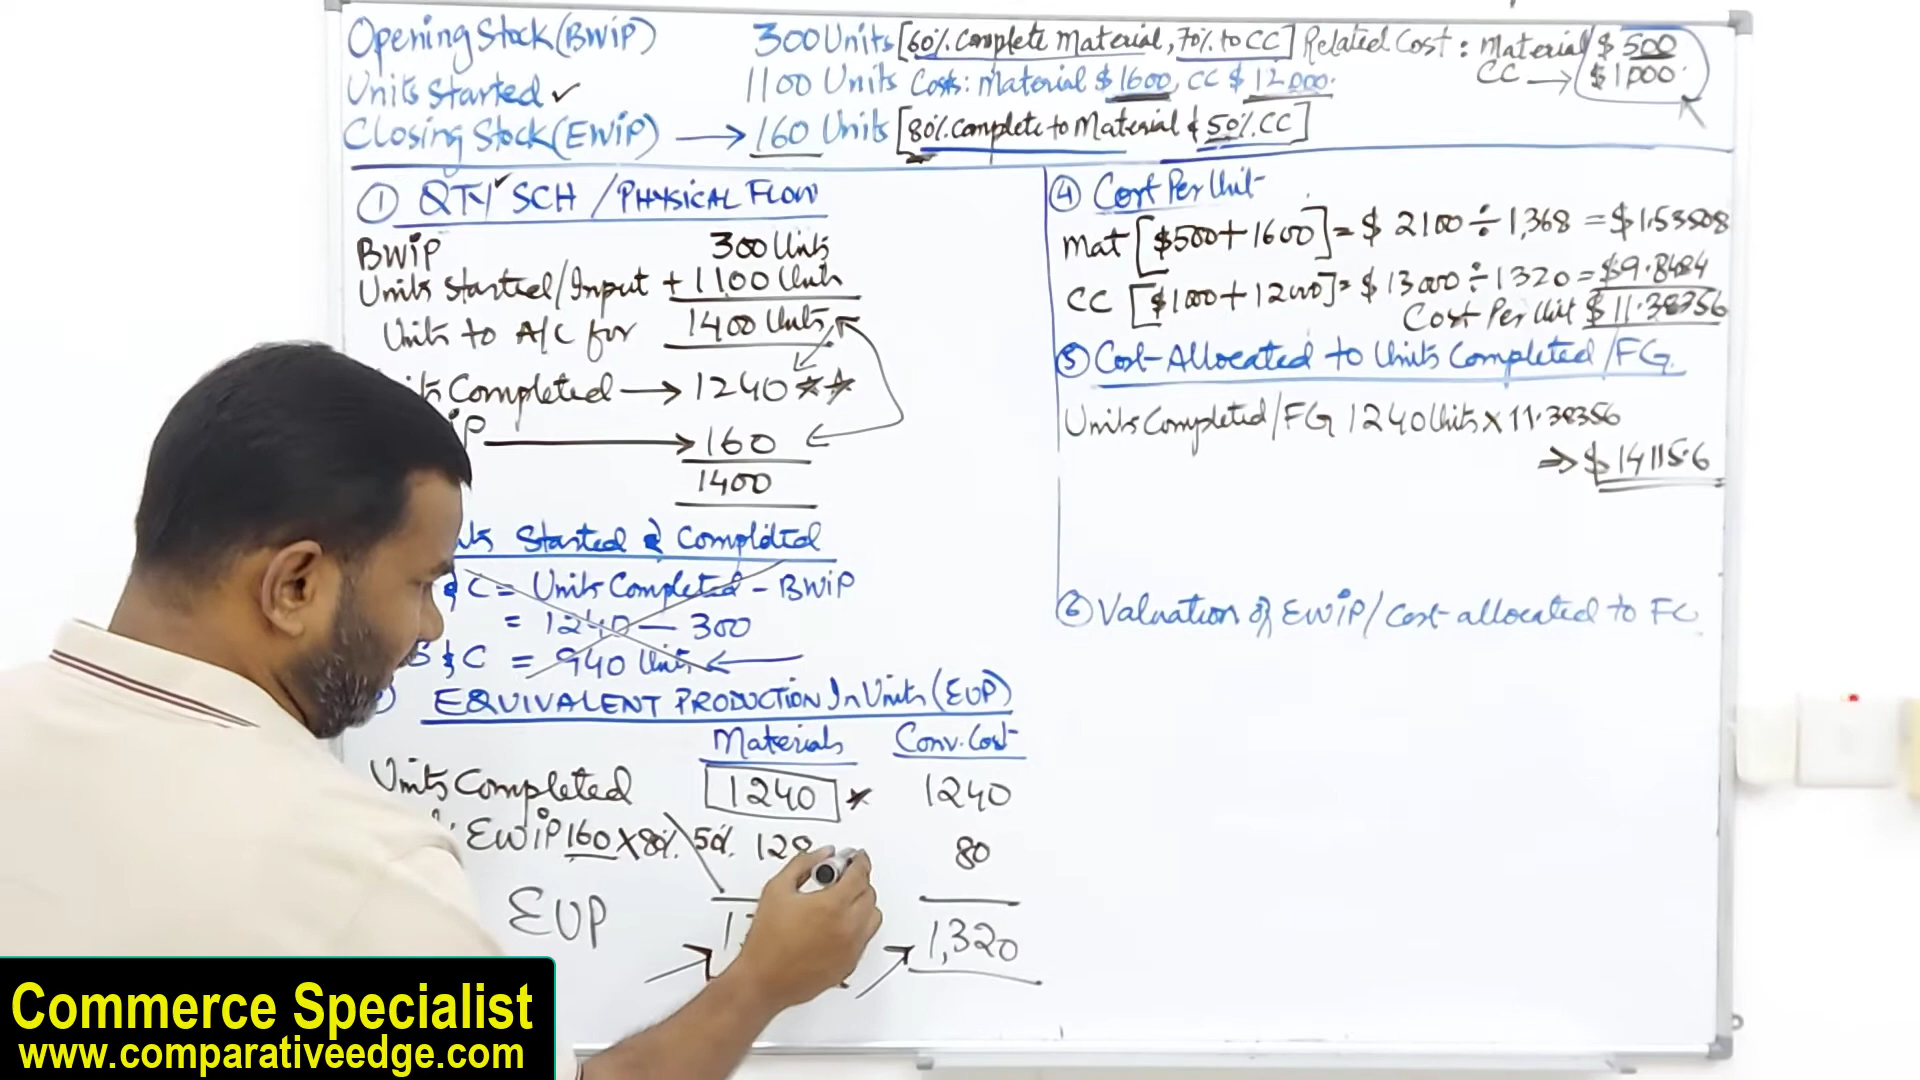 Opening Stock (BWiP) 300 Units [60% Complete Material, 70% to CC] Related Cost: Material $ 500
CC → $ 1000
Units Started ✓ 1100 Units Costs: Material $ 1600, CC $ 12000.
Closing Stock (EWiP) → 160 Units [80% Complete to Material & 50% CC]
① QTY SCH / PHYSICAL FLOW
BWiP 300 Units
Units Started/Input + 1100 Units
Units to A/C for 1400 Units
Completed → 1240 **
160
1400
Started & Completed
& C = Units Completed - BWiP
= 1240 — 300
S & C = 940 Units ←
EQUIVALENT PRODUCTION In Units (EUP)
Materials Conv. Cost
Units Completed 1240 * 1240
EWiP 160 X 80% 50% 80
EUP 1,320
④ Cost Per Unit
Mat [$500 + 1600] = $ 2100 ÷ 1,368 = $1.53508
CC [$1000 + 12000] = $ 13000 ÷ 1320 = $9.8484
Cost Per Unit $ 11.38356
⑤ Cost Allocated to Units Completed / FG.
Units Completed / FG 1240 Units x 11.38356
⇒ $ 14115.6
⑥ Valuation of EWiP / Cost allocated to
Commerce Specialist
www.comparativeedge.com